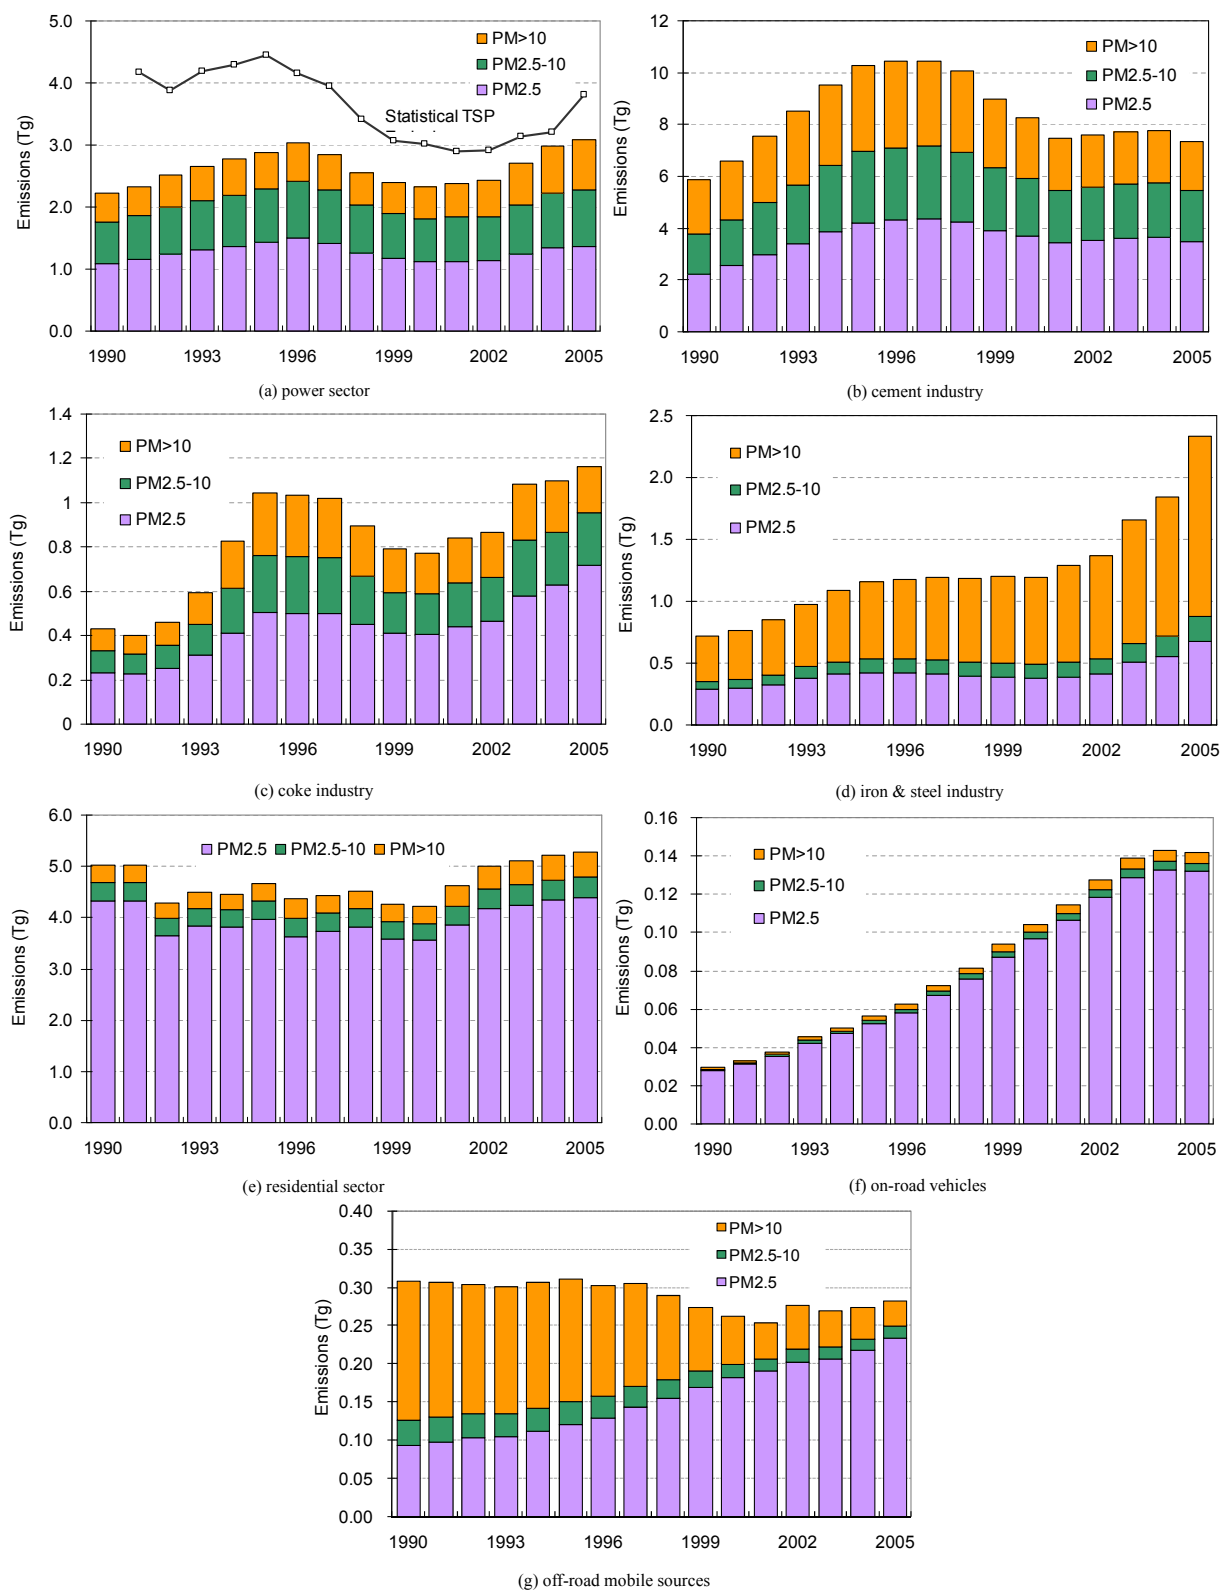 5.0
4.0
3.0
2.0
1.0
0.0
Emissions (Tg)
PM>10
PM2.5-10
PM2.5
Statistical TSP
1990 1993 1996 1999 2002 2005
(a) power sector
12
10
8
6
4
2
0
Emissions (Tg)
PM>10
PM2.5-10
PM2.5
1990 1993 1996 1999 2002 2005
(b) cement industry
1.4
1.2
1
0.8
0.6
0.4
0.2
0
Emissions (Tg)
PM>10
PM2.5-10
PM2.5
1990 1993 1996 1999 2002 2005
(c) coke industry
2.5
2.0
1.5
1.0
0.5
0.0
Emissions (Tg)
PM>10
PM2.5-10
PM2.5
1990 1993 1996 1999 2002 2005
(d) iron & steel industry
6.0
5.0
4.0
3.0
2.0
1.0
0.0
Emissions (Tg)
PM2.5 PM2.5-10 PM>10
1990 1993 1996 1999 2002 2005
(e) residential sector
0.16
0.14
0.12
0.10
0.08
0.06
0.04
0.02
0.00
Emissions (Tg)
PM>10
PM2.5-10
PM2.5
1990 1993 1996 1999 2002 2005
(f) on-road vehicles
0.40
0.35
0.30
0.25
0.20
0.15
0.10
0.05
0.00
Emissions (Tg)
PM>10
PM2.5-10
PM2.5
1990 1993 1996 1999 2002 2005
(g) off-road mobile sources